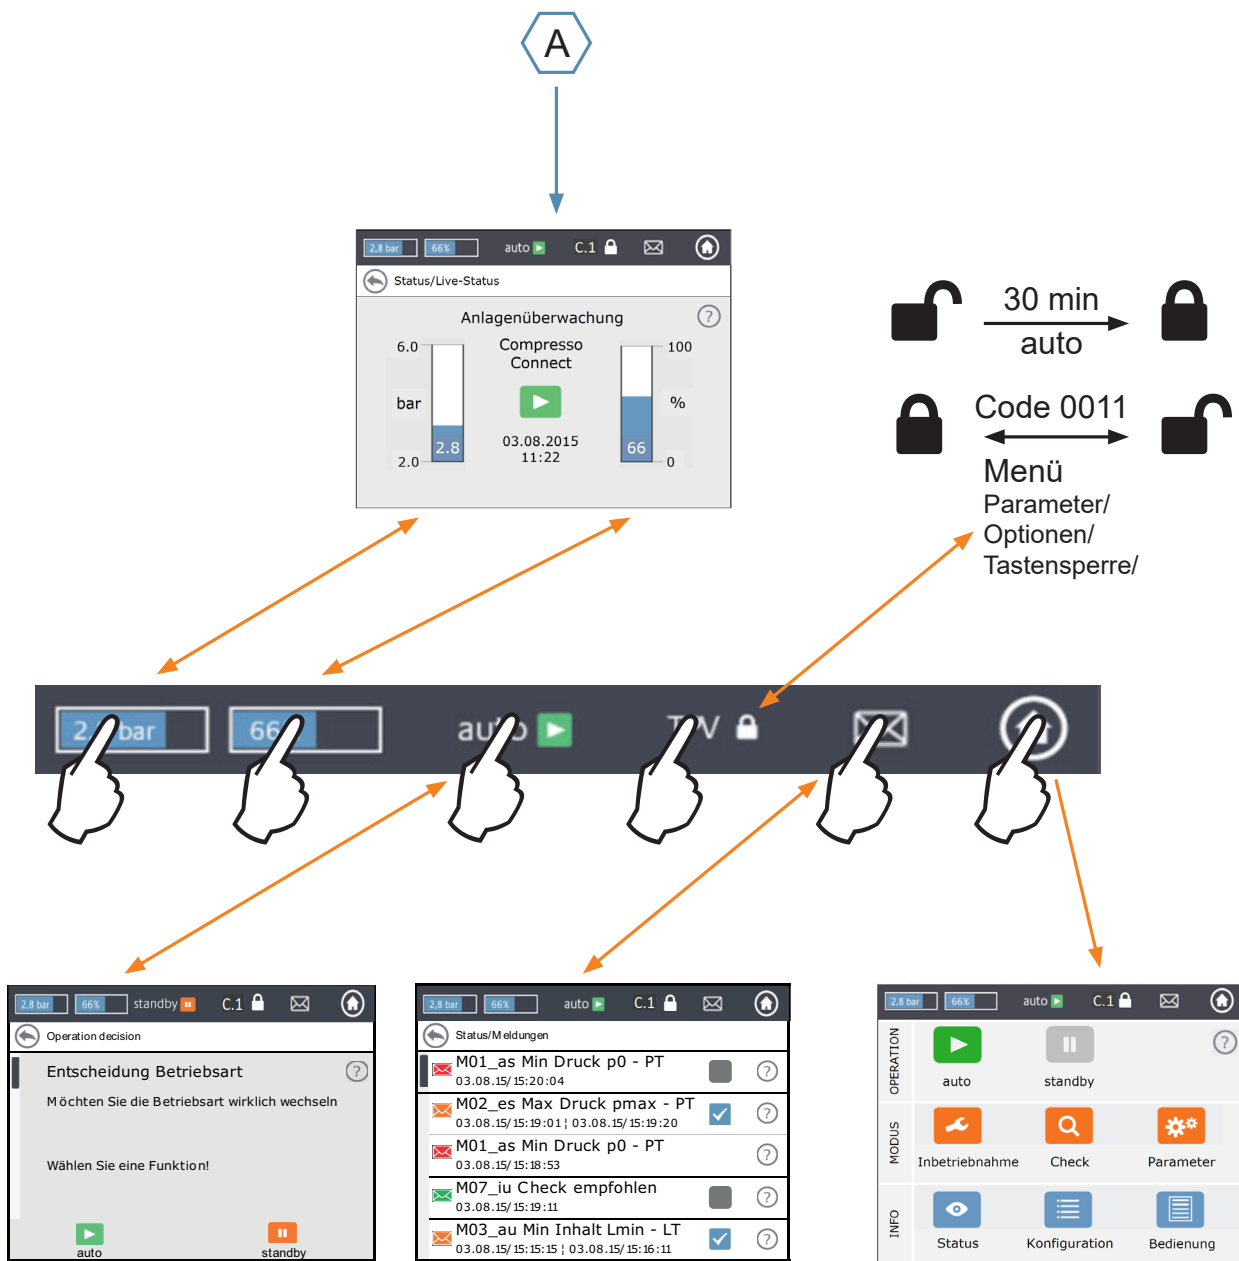 A
2,8 bar 66% auto C.1
Status/Live-Status
Anlagenüberwachung ?
6.0 Compresso 100
Connect
bar %
2.8 03.08.2015 66
2.0 11:22 0
30 min
auto
Code 0011
Menü
Parameter/
Optionen/
Tastensperre/
bar 66 auto
2,8 bar 66% standby C.1
Operation decision
Entscheidung Betriebsart ?
Möchten Sie die Betriebsart wirklich wechseln
Wählen Sie eine Funktion!
auto standby
2,8 bar 66% auto C.1
Status/Meldungen
M01_as Min Druck p0 - PT ?
03.08.15/15:20:04
M02_es Max Druck pmax - PT ?
03.08.15/15:19:01 ¦ 03.08.15/15:19:20
M01_as Min Druck p0 - PT ?
03.08.15/15:18:53
M07_iu Check empfohlen ?
03.08.15/15:19:11
M03_au Min Inhalt Lmin - LT ?
03.08.15/15:15:15 ¦ 03.08.15/15:16:11
2,8 bar 66% auto C.1
OPERATION ?
auto standby
MODUS
Inbetriebnahme Check Parameter
INFO
Status Konfiguration Bedienung